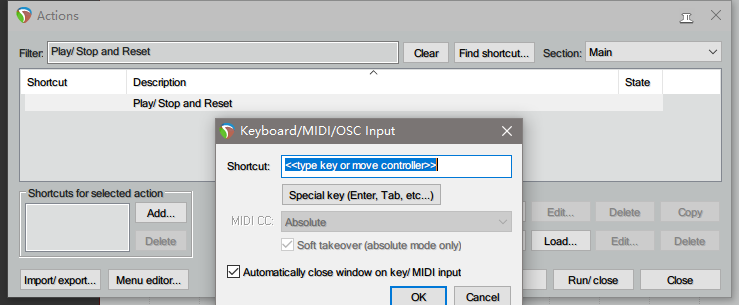 Actions
Filter: Play/Stop and Reset Clear Find shortcut... Section: Main
Shortcut Description State
Play/Stop and Reset
Keyboard/MIDI/OSC Input
Shortcut: <<type key or move controller>>
Special key (Enter, Tab, etc...)
MIDI CC: Absolute
Soft takeover (absolute mode only)
Automatically close window on key/MIDI input
OK Cancel
Shortcuts for selected action
Add...
Delete
Edit... Delete Copy
Load... Edit... Delete
Import/export... Menu editor... Run/close Close